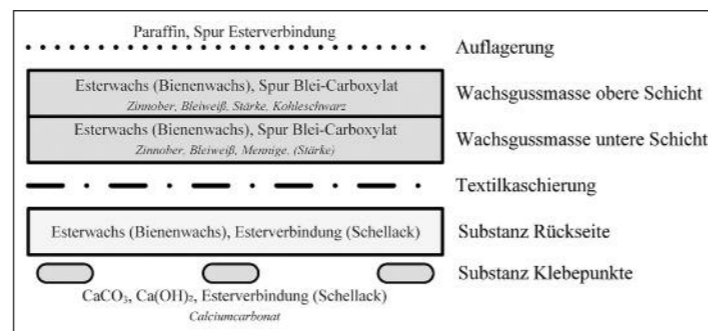 Paraffin, Spur Esterverbindung
Auflagerung
Esterwachs (Bienenwachs), Spur Blei-Carboxylat
Zinnober, Bleiweiß, Stärke, Kohleschwarz
Wachsgussmasse obere Schicht
Esterwachs (Bienenwachs), Spur Blei-Carboxylat
Zinnober, Bleiweiß, Mennige, (Stärke)
Wachsgussmasse untere Schicht
Textilkaschierung
Esterwachs (Bienenwachs), Esterverbindung (Schellack)
Substanz Rückseite
Substanz Klebepunkte
CaCO₃, Ca(OH)₂, Esterverbindung (Schellack)
Calciumcarbonat